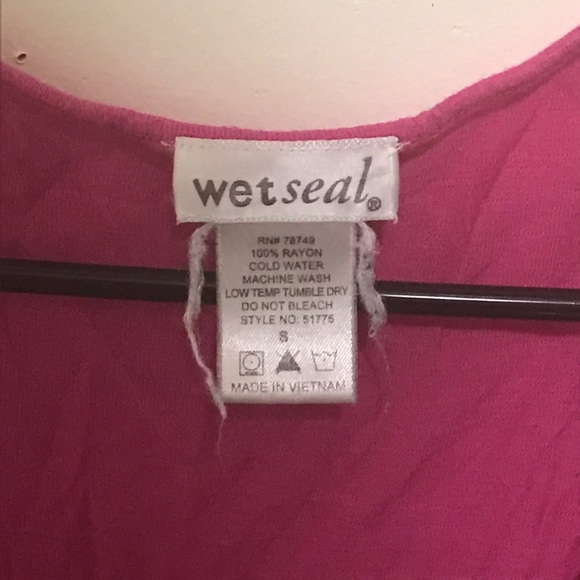 wetseal®
RN# 78749
100% RAYON
COLD WATER
MACHINE WASH
LOW TEMP TUMBLE DRY
DO NOT BLEACH
STYLE NO: 51775
S
MADE IN VIETNAM